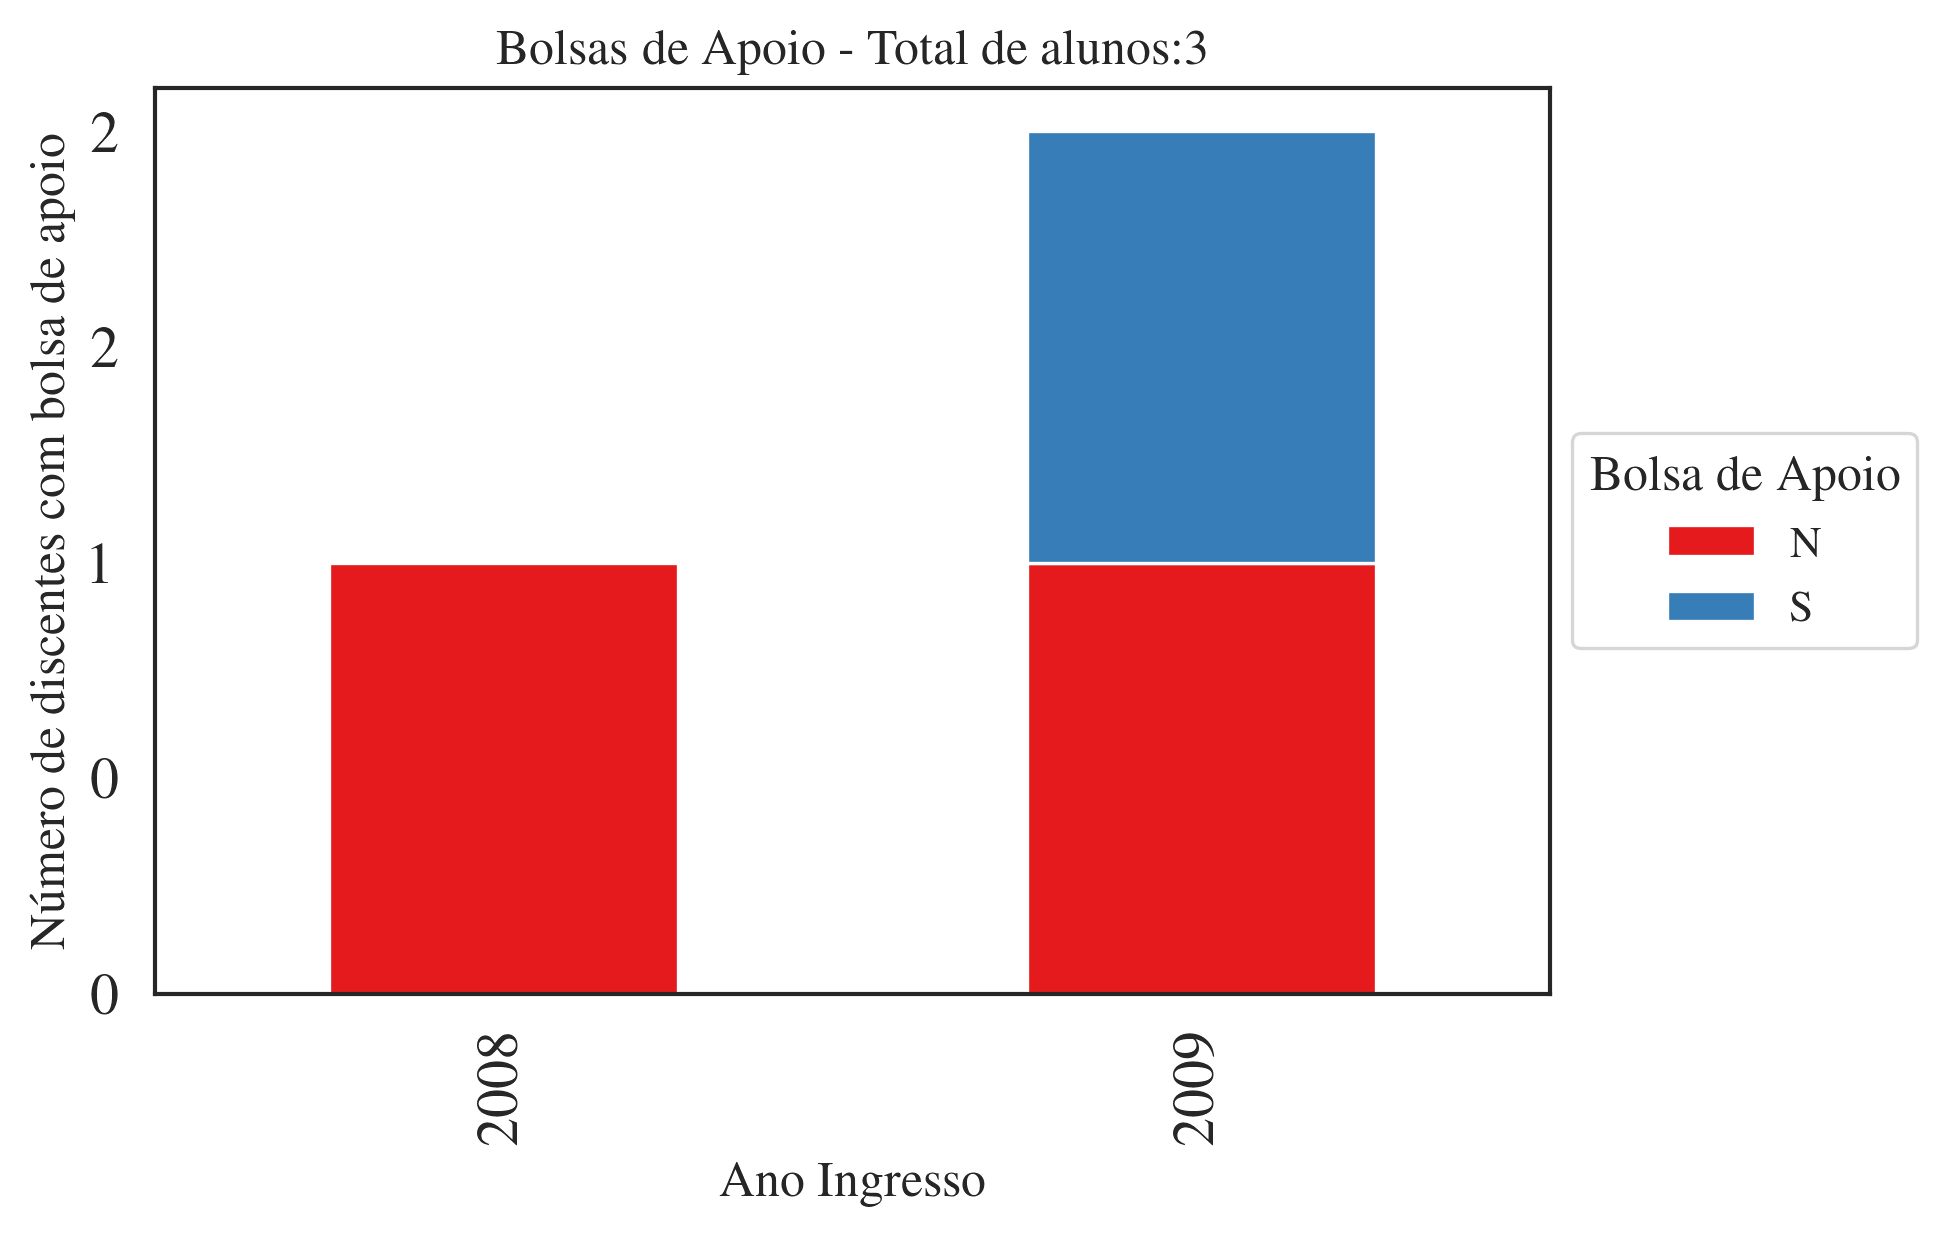 Bolsas de Apoio - Total de alunos:3
Número de discentes com bolsa de apoio
2
2
1
0
0
2008
2009
Ano Ingresso
Bolsa de Apoio
N
S